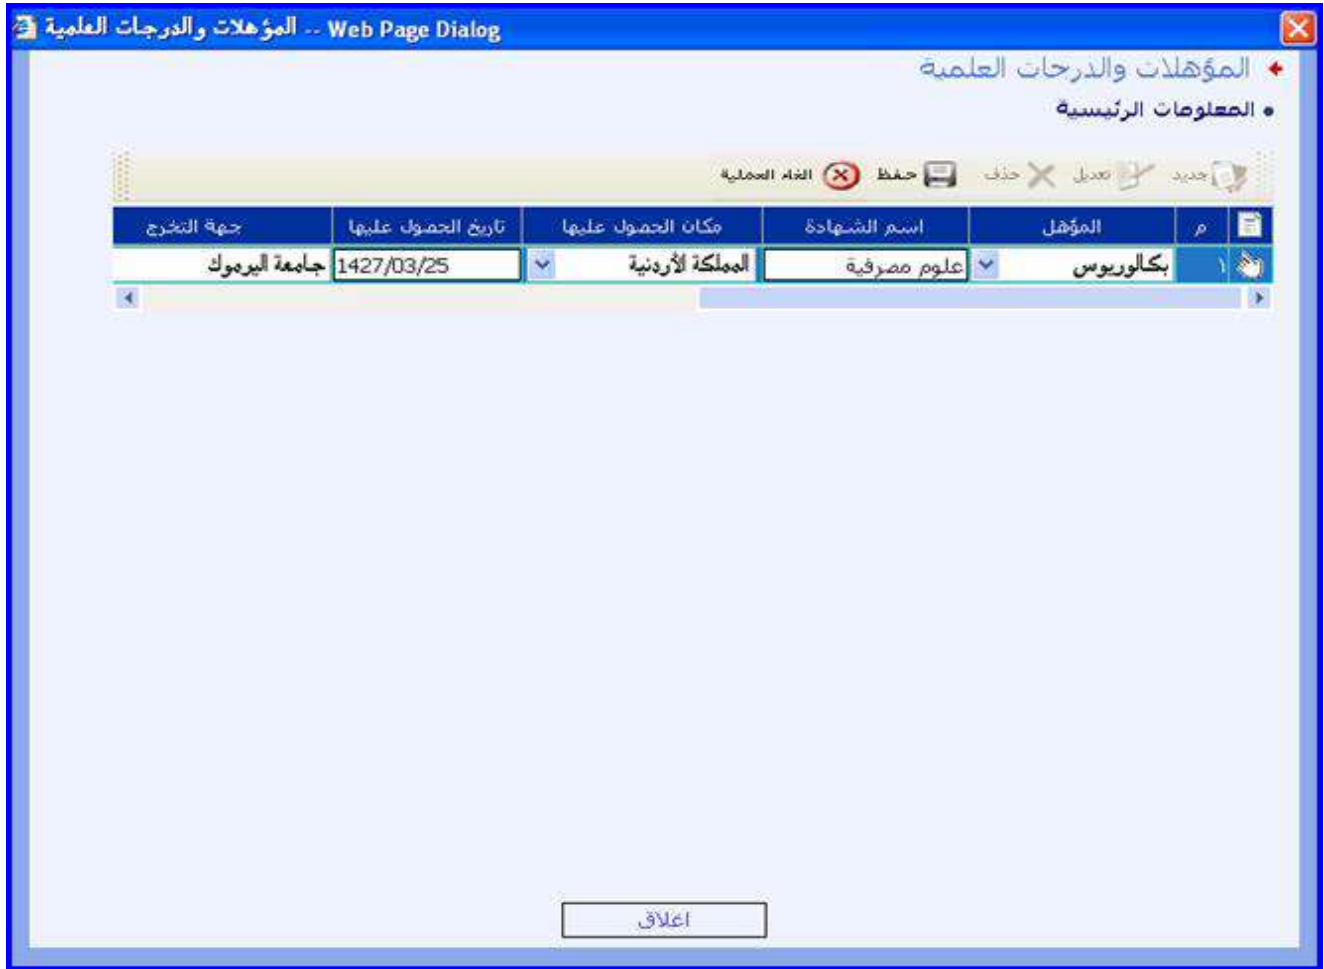 المؤهلات والدرجات العلمية -- Web Page Dialog
المؤهلات والدرجات العلمية
المعلومات الرئيسية
جديد تعديل حذف حفظ الغاء العملية
م المؤهل اسم الشهادة مكان الحصول عليها تاريخ الحصول عليها جهة التخرج
١ بكالوريوس علوم مصرفية المملكة الأردنية 1427/03/25 جامعة اليرموك
اغلاق